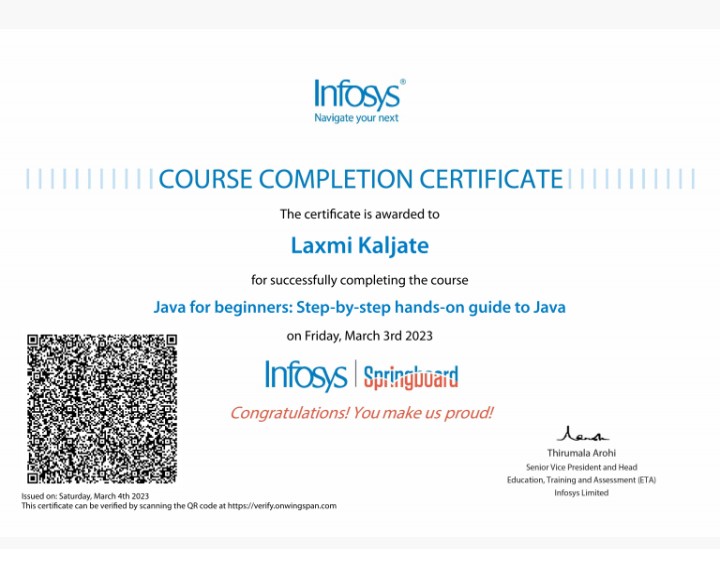 Infosys®
Navigate your next
COURSE COMPLETION CERTIFICATE
The certificate is awarded to
Laxmi Kaljate
for successfully completing the course
Java for beginners: Step-by-step hands-on guide to Java
on Friday, March 3rd 2023
Infosys | Springboard
Congratulations! You make us proud!
Thirumala Arohi
Senior Vice President and Head
Education, Training and Assessment (ETA)
Infosys Limited
Issued on: Saturday, March 4th 2023
This certificate can be verified by scanning the QR code at https://verify.onwingspan.com